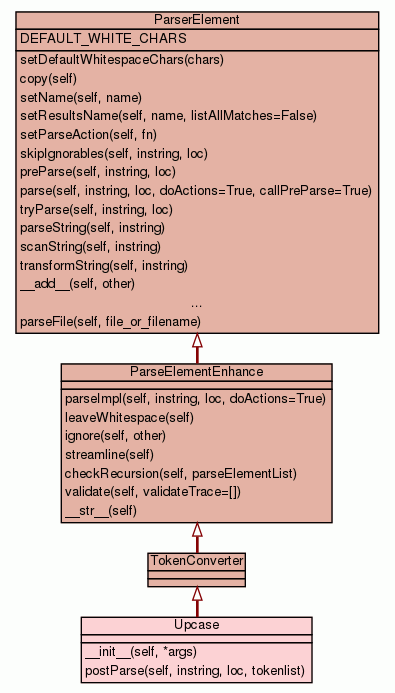 ParserElement
DEFAULT_WHITE_CHARS
setDefaultWhitespaceChars(chars)
copy(self)
setName(self, name)
setResultsName(self, name, listAllMatches=False)
setParseAction(self, fn)
skipIgnorables(self, instring, loc)
preParse(self, instring, loc)
parse(self, instring, loc, doActions=True, callPreParse=True)
tryParse(self, instring, loc)
parseString(self, instring)
scanString(self, instring)
transformString(self, instring)
__add__(self, other)
...
parseFile(self, file_or_filename)
ParseElementEnhance
parseImpl(self, instring, loc, doActions=True)
leaveWhitespace(self)
ignore(self, other)
streamline(self)
checkRecursion(self, parseElementList)
validate(self, validateTrace=[])
__str__(self)
TokenConverter
Upcase
__init__(self, *args)
postParse(self, instring, loc, tokenlist)